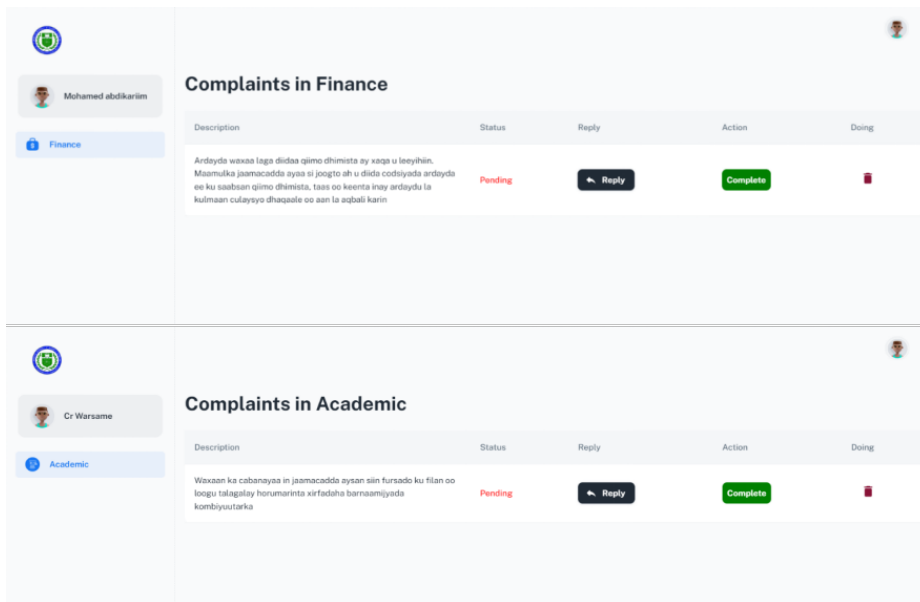 Mohamed abdikariim
Finance
Complaints in Finance
Description Status Reply Action Doing
Ardayda waxaa laga diidaa qiimo dhimista ay xaqa u leeyihiin.
Maamulka jaamacadda ayaa si joogto ah u diida codsiyada ardayda
ee ku saabsan qiimo dhimista, taas oo keenta inay ardaydu la
kulmaan culaysyo dhaqaale oo aan la aqbali karin
Pending Reply Complete
Cr Warsame
Academic
Complaints in Academic
Description Status Reply Action Doing
Waxaan ka cabanayaa in jaamacadda aysan siin fursado ku filan oo
loogu talagalay horumarinta xirfadaha barnaamijyada
kombiyuutarka
Pending Reply Complete